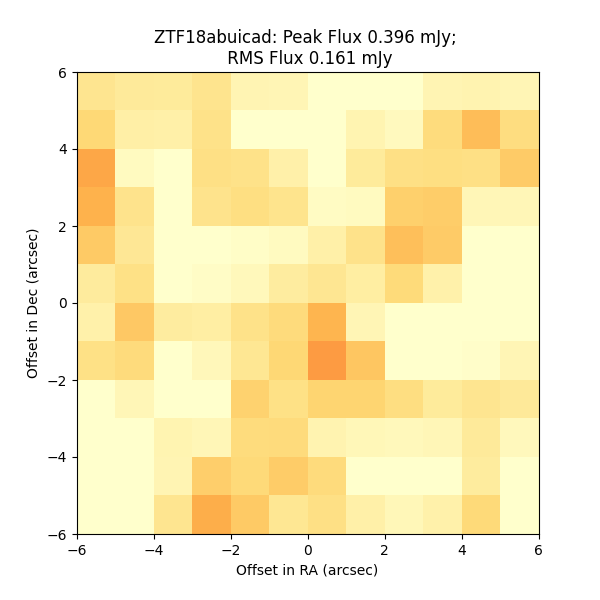 ZTF18abuicad: Peak Flux 0.396 mJy;
RMS Flux 0.161 mJy
6
4
2
0
−2
−4
−6
Offset in Dec (arcsec)
−6 −4 −2 0 2 4 6
Offset in RA (arcsec)